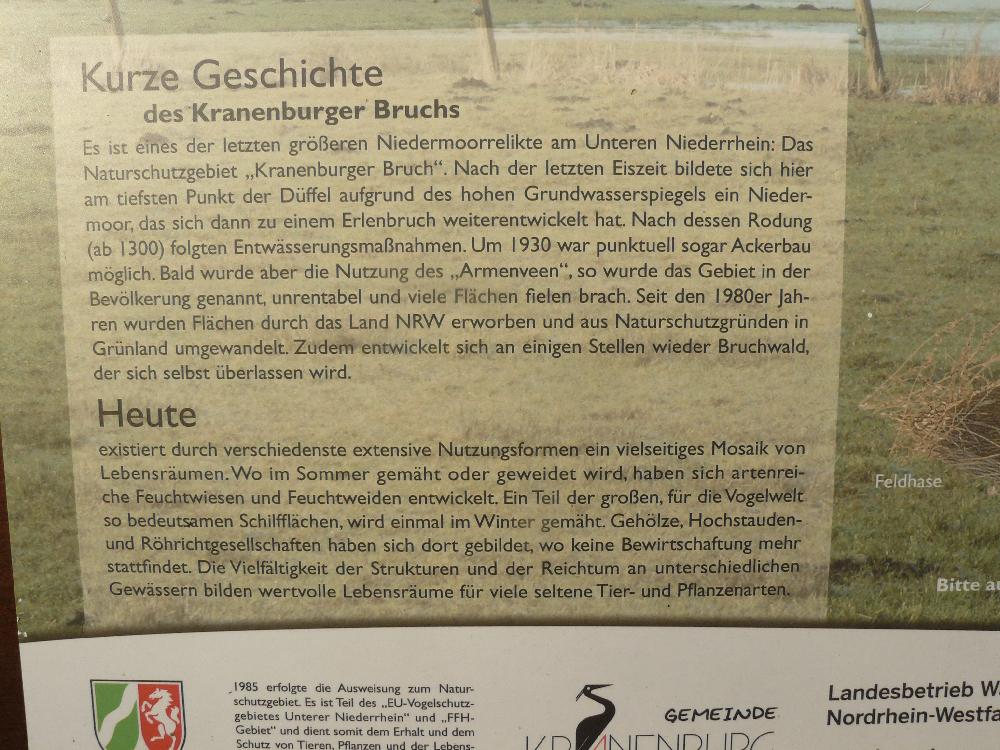 Kurze Geschichte
des Kranenburger Bruchs
Es ist eines der letzten größeren Niedermoorrelikte am Unteren Niederrhein: Das
Naturschutzgebiet „Kranenburger Bruch“. Nach der letzten Eiszeit bildete sich hier
am tiefsten Punkt der Düffel aufgrund des hohen Grundwasserspiegels ein Nieder-
moor, das sich dann zu einem Erlenbruch weiterentwickelt hat. Nach dessen Rodung
(ab 1300) folgten Entwässerungsmaßnahmen. Um 1930 war punktuell sogar Ackerbau
möglich. Bald wurde aber die Nutzung des „Armenveen“, so wurde das Gebiet in der
Bevölkerung genannt, unrentabel und viele Flächen fielen brach. Seit den 1980er Jah-
ren wurden Flächen durch das Land NRW erworben und aus Naturschutzgründen in
Grünland umgewandelt. Zudem entwickelt sich an einigen Stellen wieder Bruchwald,
der sich selbst überlassen wird.
Heute
existiert durch verschiedenste extensive Nutzungsformen ein vielseitiges Mosaik von
Lebensräumen. Wo im Sommer gemäht oder geweidet wird, haben sich artenrei-
che Feuchtwiesen und Feuchtweiden entwickelt. Ein Teil der großen, für die Vogelwelt
so bedeutsamen Schilfflächen, wird einmal im Winter gemäht. Gehölze, Hochstauden-
und Röhrichtgesellschaften haben sich dort gebildet, wo keine Bewirtschaftung mehr
stattfindet. Die Vielfältigkeit der Strukturen und der Reichtum an unterschiedlichen
Gewässern bilden wertvolle Lebensräume für viele seltene Tier- und Pflanzenarten.
Feldhase
Bitte
1985 erfolgte die Ausweisung zum Natur-
schutzgebiet. Es ist Teil des „EU-Vogelschutz-
gebietes Unterer Niederrhein“ und „FFH-
Gebiet“ und dient somit dem Erhalt und dem
Schutz von Tieren, Pflanzen und der Lebens-
GEMEINDE
KRANENBURG
Landesbetrieb
Nordrhein-Westfa